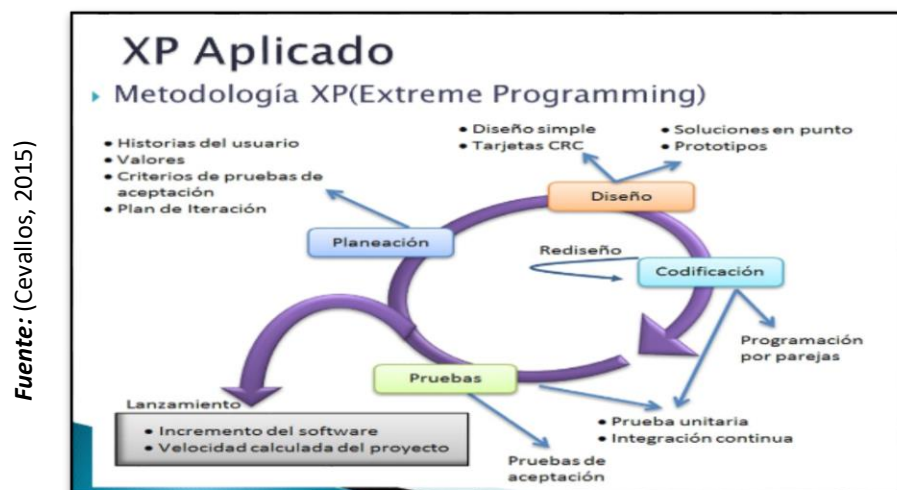 XP Aplicado
Metodología XP(Extreme Programming)
• Historias del usuario
• Valores
• Criterios de pruebas de
aceptación
• Plan de Iteración
• Diseño simple
• Tarjetas CRC
• Soluciones en punto
• Prototipos
Diseño
Planeación
Rediseño
Codificación
Programación
por parejas
Pruebas
Lanzamiento
• Incremento del software
• Velocidad calculada del proyecto
• Prueba unitaria
• Integración continua
Pruebas de
aceptación
Fuente: (Cevallos, 2015)